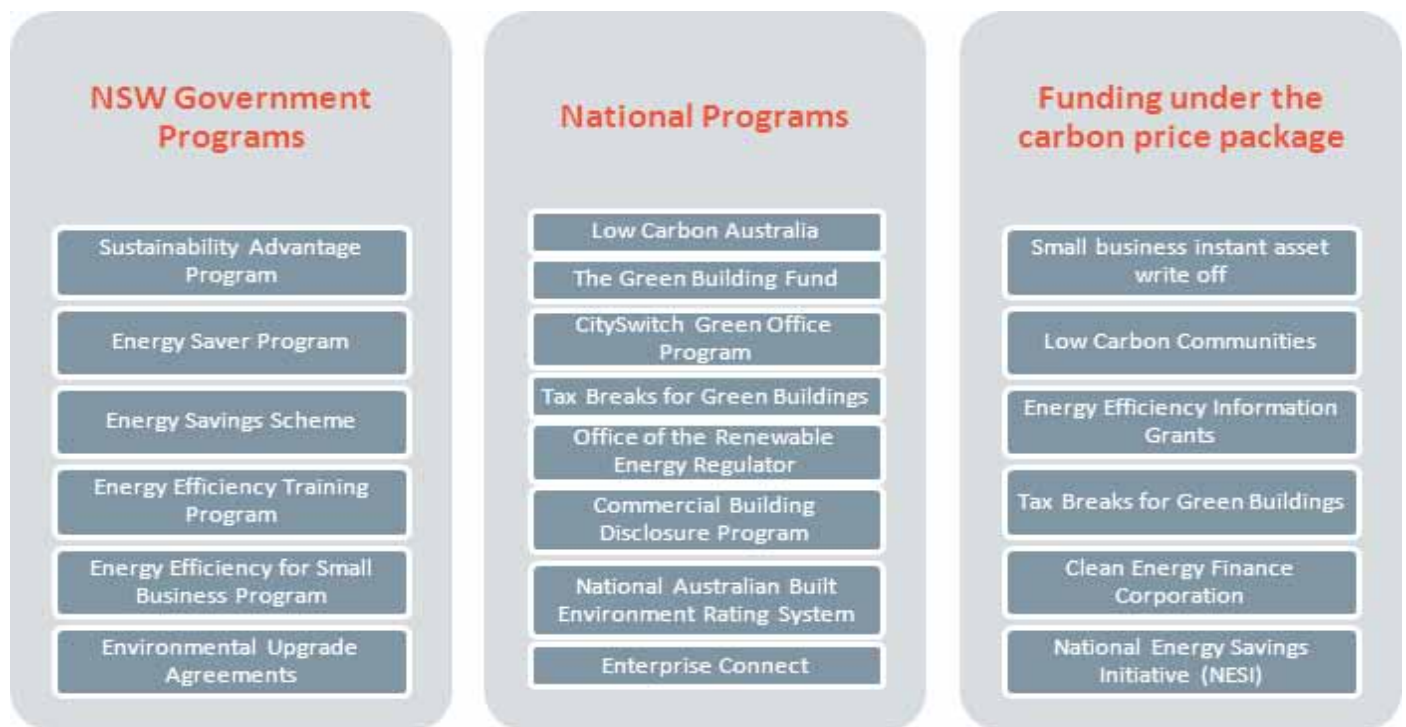 NSW Government
Programs
Sustainability Advantage
Program
Energy Saver Program
Energy Savings Scheme
Energy Efficiency Training
Program
Energy Efficiency for Small
Business Program
Environmental Upgrade
Agreements
National Programs
Low Carbon Australia
The Green Building Fund
CitySwitch Green Office
Program
Tax Breaks for Green Buildings
Office of the Renewable
Energy Regulator
Commercial Building
Disclosure Program
National Australian Built
Environment Rating System
Enterprise Connect
Funding under the
carbon price package
Small business instant asset
write off
Low Carbon Communities
Energy Efficiency Information
Grants
Tax Breaks for Green Buildings
Clean Energy Finance
Corporation
National Energy Savings
Initiative (NESI)